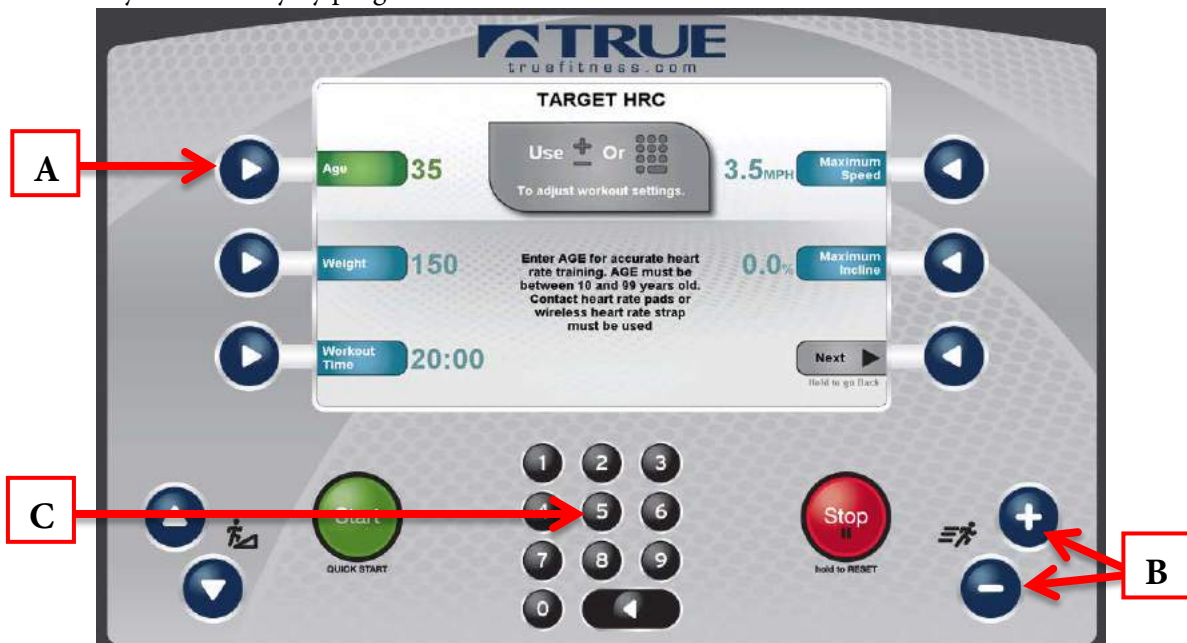 TRUE
truefitness.com
TARGET HRC
Use + - Or
To adjust workout settings.
Age 35
3.5 MPH Maximum Speed
Weight 150
Enter AGE for accurate heart
rate training. AGE must be
between 10 and 99 years old.
Contact heart rate pads or
wireless heart rate strap
must be used
0.0% Maximum Incline
Workout Time 20:00
Next
Hold to go Back
A
C
B
Start
QUICK START
1 2 3
4 5 6
7 8 9
0
Stop
hold to RESET
+
-